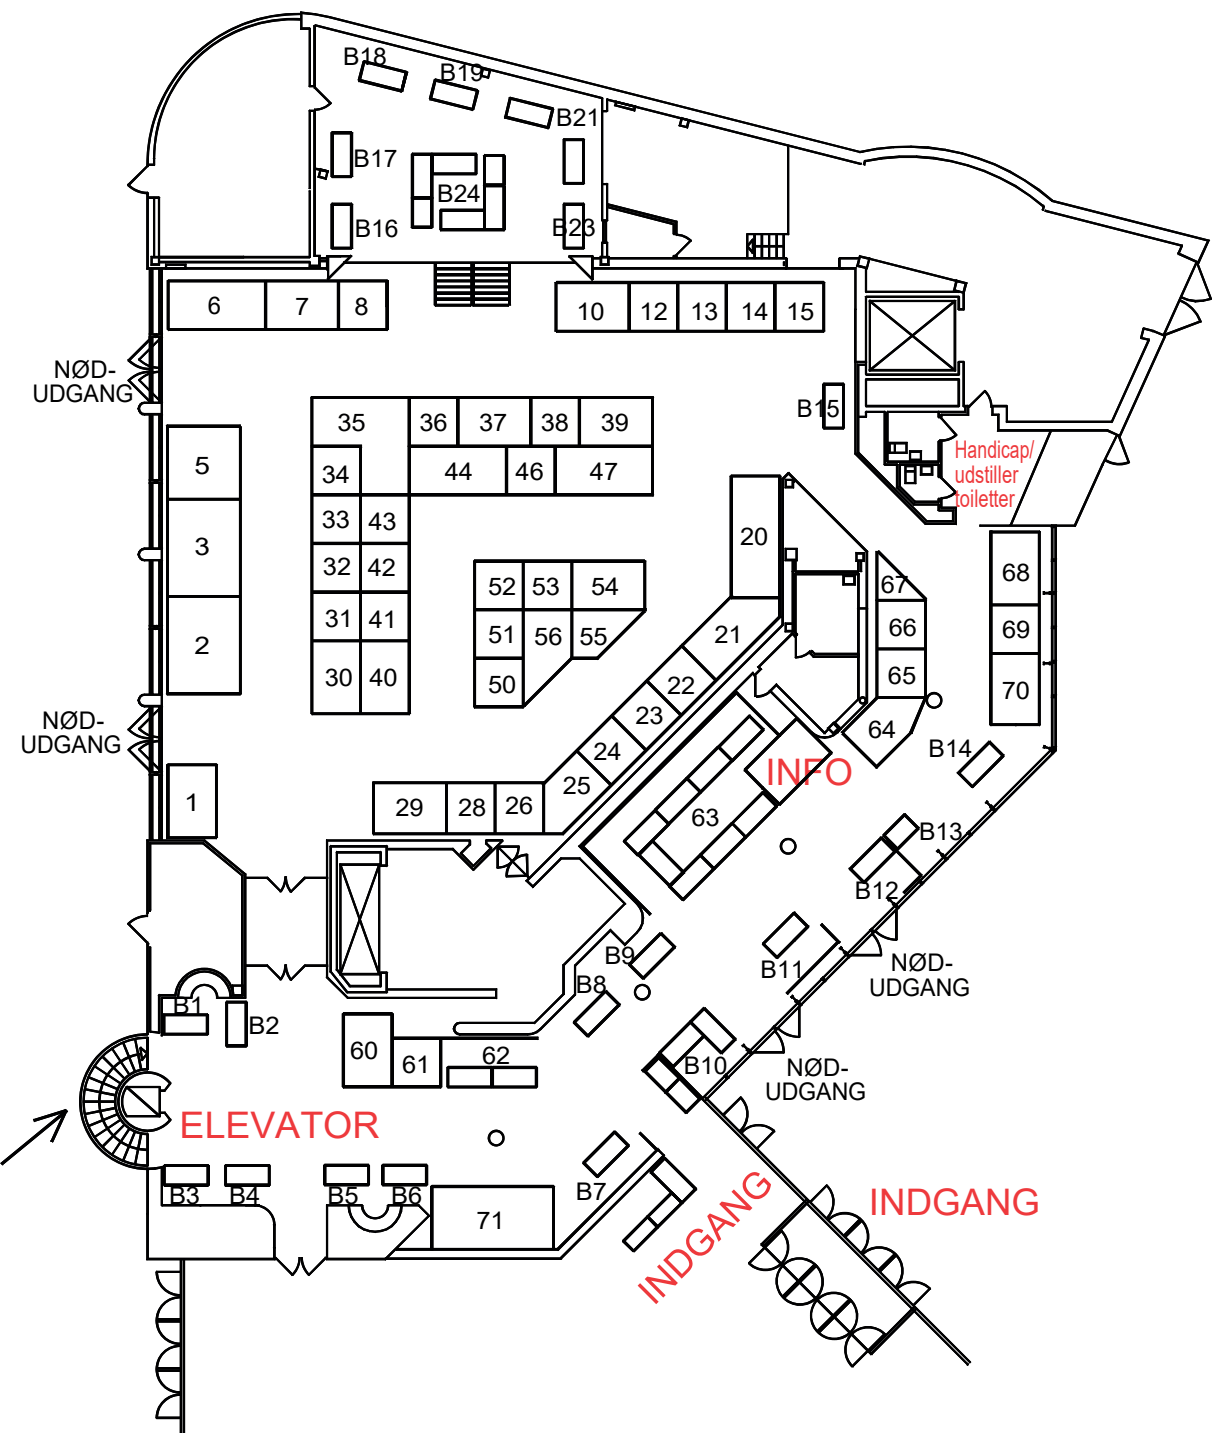 B18
B19
B21
B17
B24
B16
B23
6
7
8
10
12
13
14
15
NØD-
UDGANG
B15
35
36
37
38
39
Handicap/
udstiller
toiletter
5
34
44
46
47
33
43
20
3
32
42
52
53
54
67
68
31
41
51
56
55
21
66
69
2
30
40
50
22
65
70
NØD-
UDGANG
23
64
B14
24
INFO
25
1
29
28
26
63
B13
B12
B9
B11
NØD-
UDGANG
B8
B1
B2
60
61
62
B10
NØD-
UDGANG
ELEVATOR
B7
B3
B4
B5
B6
71
INDGANG
INDGANG